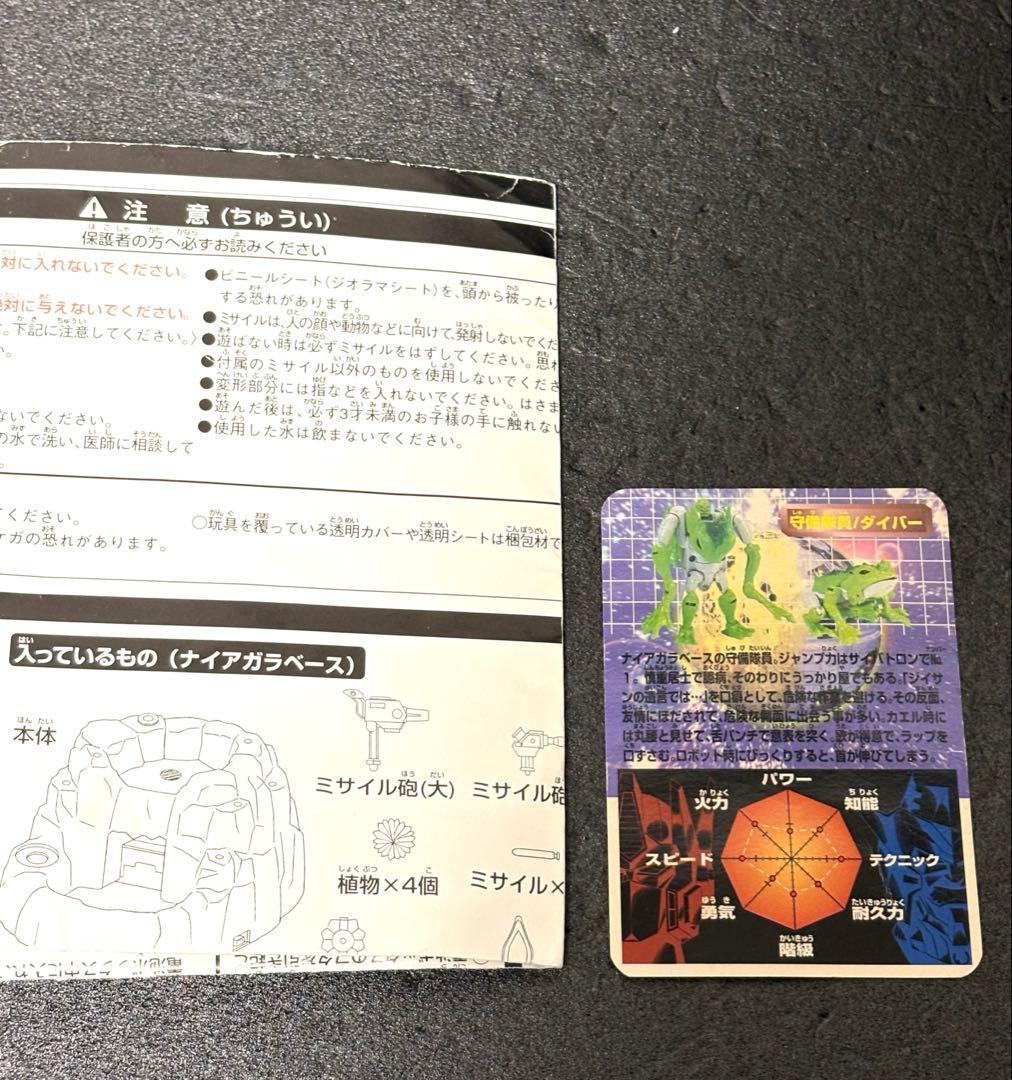 注 意(ちゅうい)
保護者の方へ必ずお読みください
対に入れないでください。
対に与えないでください。
。下記に注意してください。〉
い。
ないでください。
の水で洗い、医師に相談して
。
ください。
ケガの恐れがあります。
●ビニールシート(ジオラマシート)を、頭から被ったり
する恐れがあります。
●ミサイルは、人の顔や動物などに向けて発射しないでくだ
●遊ばない時は必ずミサイルをはずしてください。思わ
●付属のミサイル以外のものを使用しないでくださ
●変形部分には指などを入れないでください。はさま
●遊んだ後は、必ず3才未満のお子様の手に触れない
●使用した水は飲まないでください。
○玩具を覆っている透明カバーや透明シートは梱包材で
入っているもの(ナイアガラベース)
本体
ミサイル砲(大)
ミサイル砲
植物×4個
ミサイル×
守備隊員/ダイバー
ナイアガラベースの守備隊員。ジャンプ力はサイバトロンでNo.
1。慎重居士で臆病、そのわりにうっかり屋でもある。「ジイサ
ンの遺言では…」を口癖として、危険な作業を避ける。その反面、
友情にほだされて、危険な場面に出会う事が多い。カエル時に
は丸腰と見せて、舌パンチで意表を突く。歌が得意で、ラップを
口ずさむ。ロボット時にびっくりすると、首が伸びてしまう。
パワー
火力
知能
スピード
テクニック
勇気
耐久力
階級